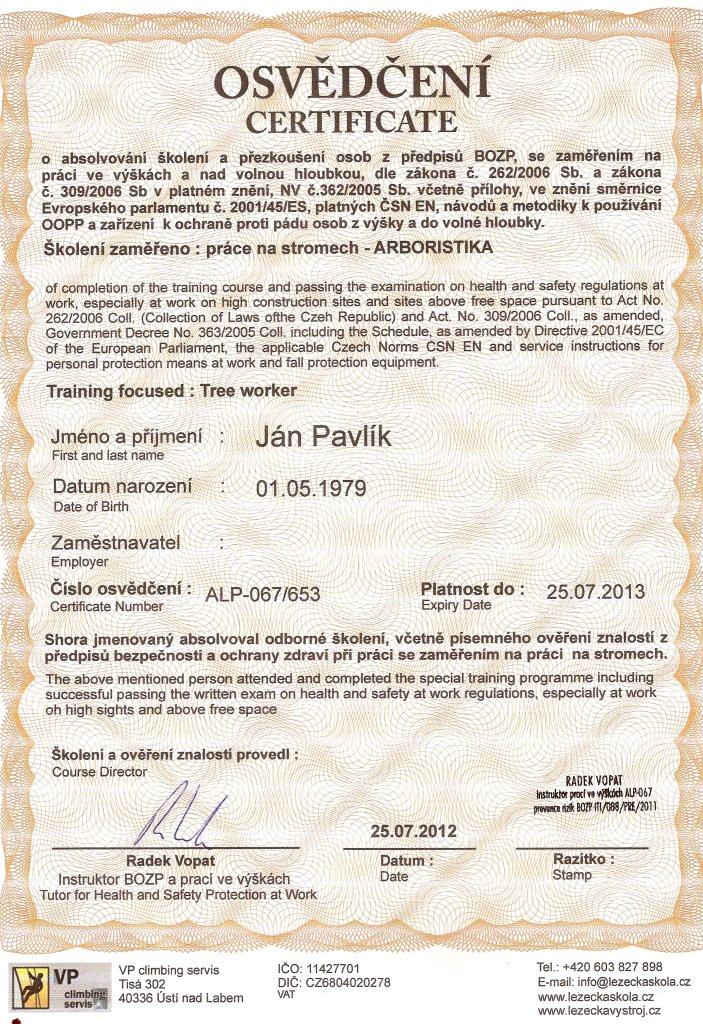 OSVĚDČENÍ
CERTIFICATE
o absolvování školení a přezkoušení osob z předpisů BOZP, se zaměřením na
práci ve výškách a nad volnou hloubkou, dle zákona č. 262/2006 Sb. a zákona
č. 309/2006 Sb v platném znění, NV č.362/2005 Sb. včetně přílohy, ve znění směrnice
Evropského parlamentu č. 2001/45/ES, platných ČSN EN, návodů a metodiky k používání
OOPP a zařízení k ochraně proti pádu osob z výšky a do volné hloubky.
Školení zaměřeno : práce na stromech - ARBORISTIKA
of completion of the training course and passing the examination on health and safety regulations at
work, especially at work on high construction sites and sites above free space pursuant to Act No.
262/2006 Coll. (Collection of Laws ofthe Czeh Republic) and Act. No. 309/2006 Coll., as amended,
Government Decree No. 363/2005 Coll. including the Schedule, as amended by Directive 2001/45/EC
of the European Parliament, the applicable Czech Norms CSN EN and service instructions for
personal protection means at work and fall protection equipment.
Training focused : Tree worker
Jméno a příjmení : Ján Pavlík
First and last name
Datum narození : 01.05.1979
Date of Birth
Zaměstnavatel :
Employer
Číslo osvědčení : ALP-067/653 Platnost do : 25.07.2013
Certificate Number Expiry Date
Shora jmenovaný absolvoval odborné školení, včetně písemného ověření znalostí z
předpisů bezpečnosti a ochrany zdraví při práci se zaměřením na práci na stromech.
The above mentioned person attended and completed the special training programme including
successful passing the written exam on health and safety at work regulations, especially at work
oh high sights and above free space
Školení a ověření znalostí provedl :
Course Director
RADEK VOPAT
instruktor prací ve výškách ALP-067
prevence rizik BOZP ITI/088/PRE/2011
25.07.2012
Radek Vopat Datum : Razítko :
Instruktor BOZP a prací ve výškách Date Stamp
Tutor for Health and Safety Protection at Work
VP climbing servis
VP climbing servis IČO: 11427701 Tel.: +420 603 827 898
Tisá 302 DIČ: CZ6804020278 E-mail: info@lezeckaskola.cz
40336 Ústí nad Labem VAT www.lezeckaskola.cz
www.lezeckavystroj.cz